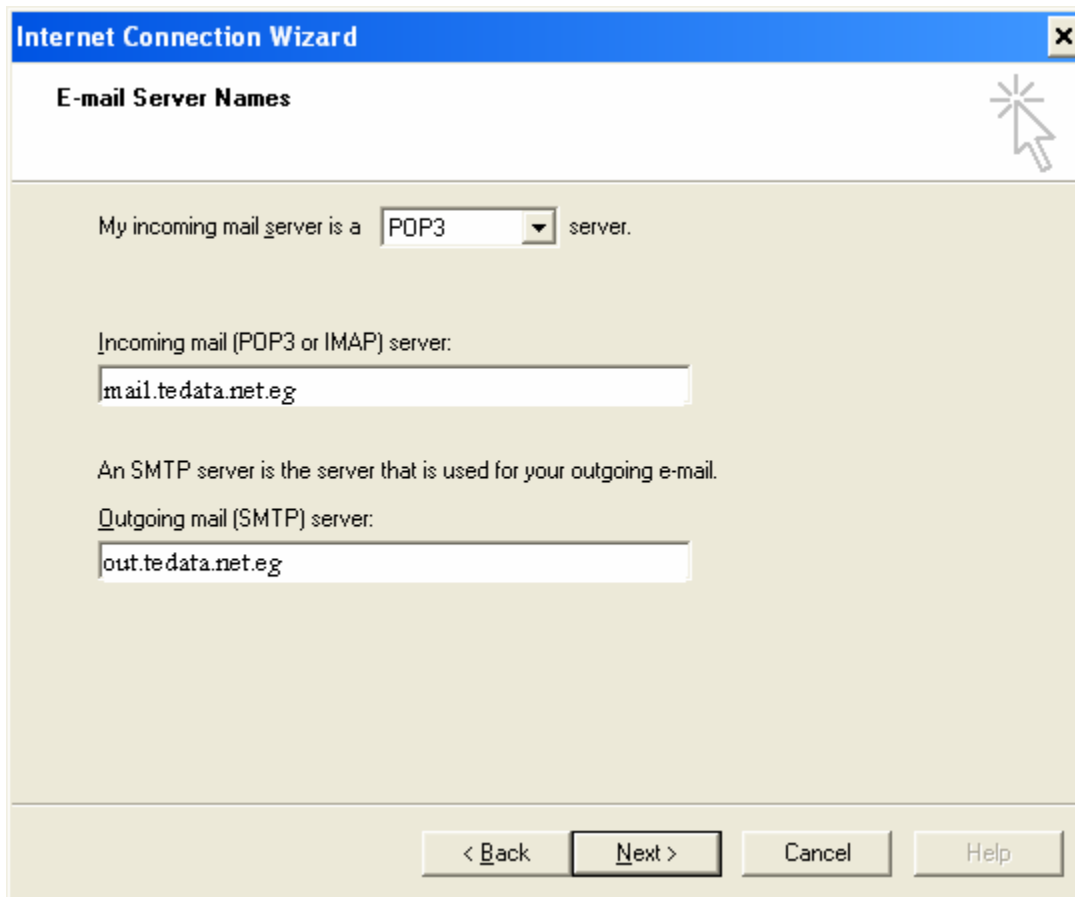 Internet Connection Wizard
E-mail Server Names
My incoming mail server is a POP3 server.
Incoming mail (POP3 or IMAP) server:
mail.tedata.net.eg
An SMTP server is the server that is used for your outgoing e-mail.
Outgoing mail (SMTP) server:
out.tedata.net.eg
< Back Next > Cancel Help